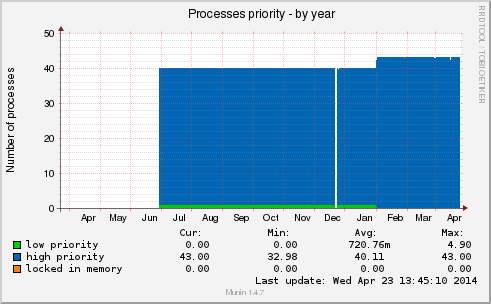 Processes priority - by year
RRDTOOL / TOBI OETIKER
Number of processes
50
40
30
20
10
0
Apr May Jun Jul Aug Sep Oct Nov Dec Jan Feb Mar Apr
Cur: Min: Avg: Max:
low priority 0.00 0.00 720.76m 4.90
high priority 43.00 32.98 40.11 43.00
locked in memory 0.00 0.00 0.00 0.00
Last update: Wed Apr 23 13:45:10 2014
Munin 1.4.7